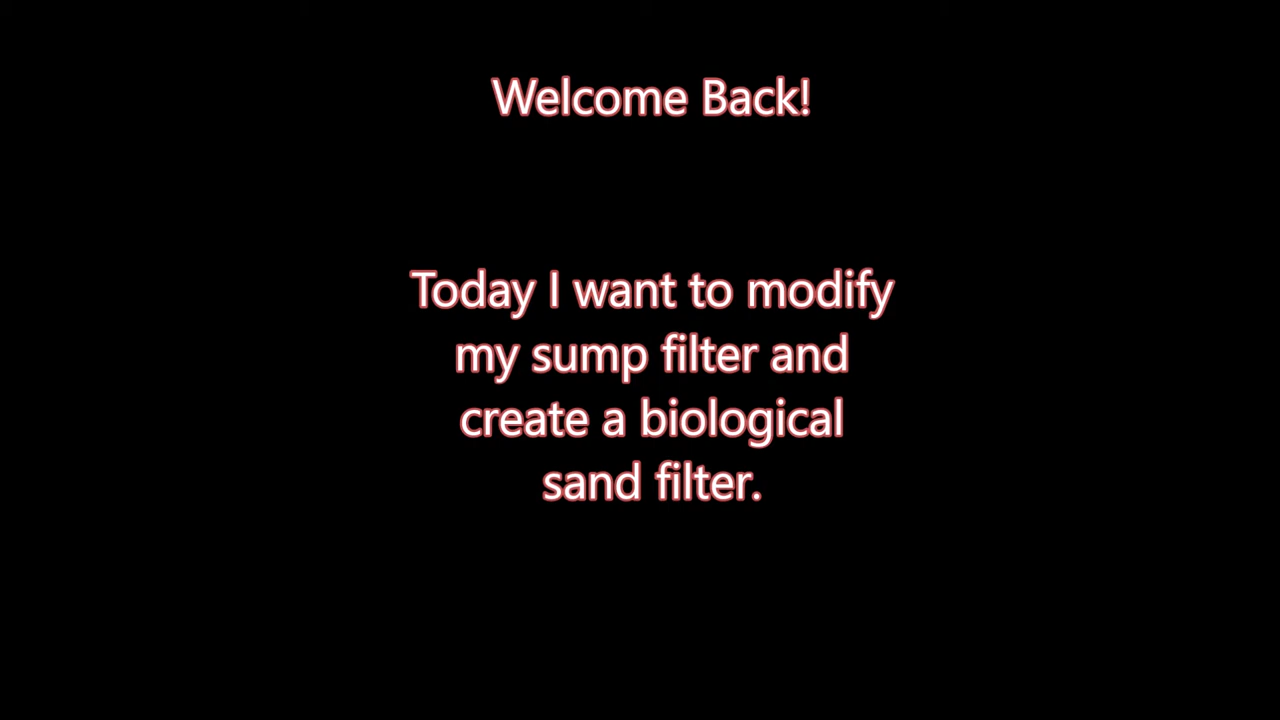 Welcome Back!
Today I want to modify
my sump filter and
create a biological
sand filter.